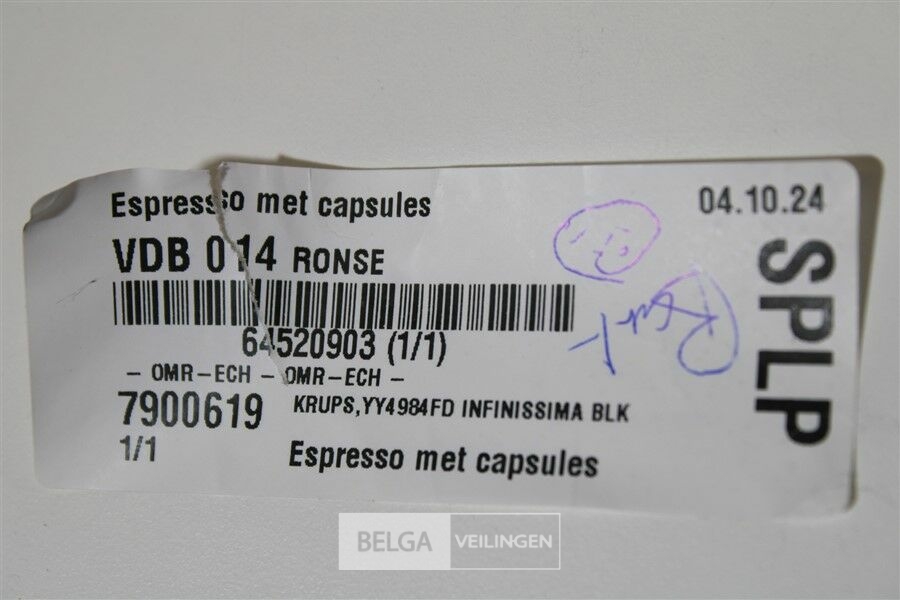 Espresso met capsules
04.10.24
VDB 014 RONSE
64520903 (1/1)
- OMR-ECH - OMR-ECH -
7900619 KRUPS,YY4984FD INFINISSIMA BLK
1/1
Espresso met capsules
SPLP
BELGA VEILINGEN